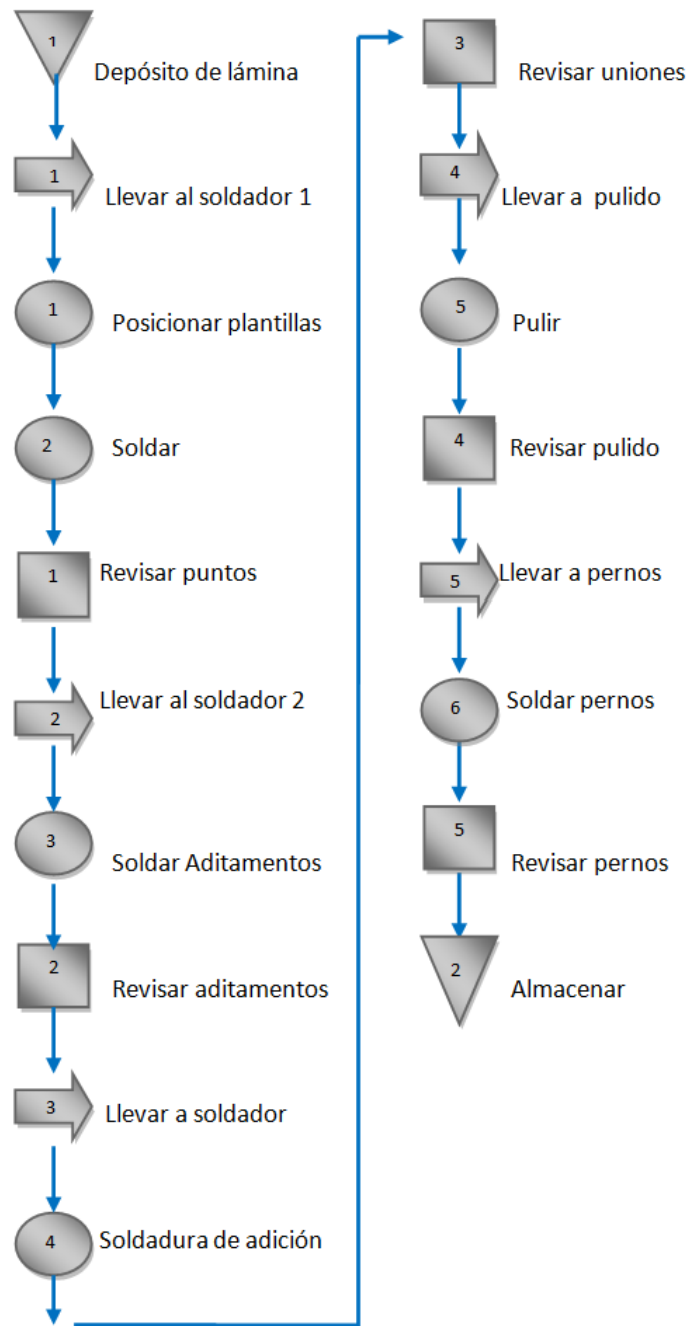 1
Depósito de lámina
1
Llevar al soldador 1
1
Posicionar plantillas
2
Soldar
1
Revisar puntos
2
Llevar al soldador 2
3
Soldar Aditamentos
2
Revisar aditamentos
3
Llevar a soldador
4
Soldadura de adición
3
Revisar uniones
4
Llevar a pulido
5
Pulir
4
Revisar pulido
5
Llevar a pernos
6
Soldar pernos
5
Revisar pernos
2
Almacenar